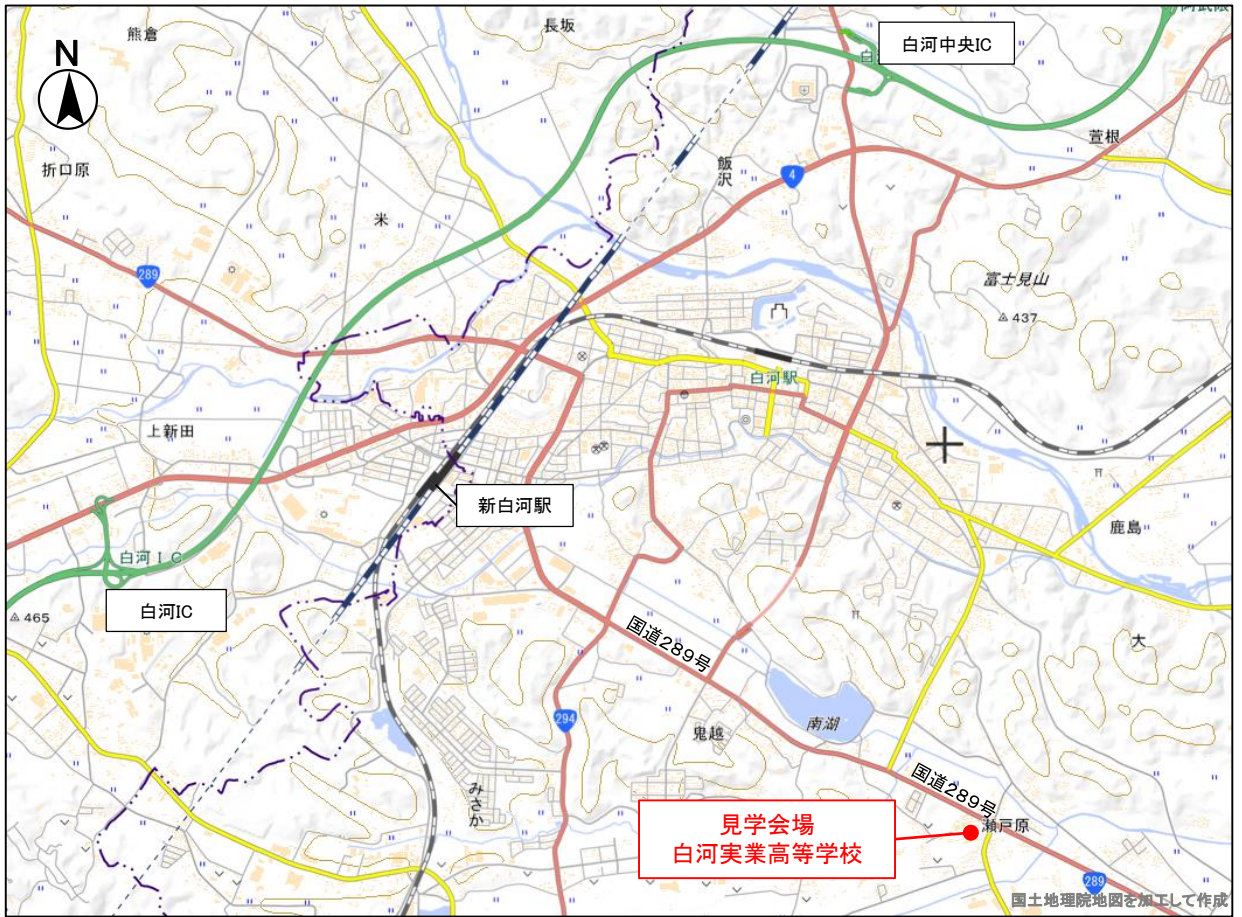 熊倉
長坂
N
白河中央IC
萱根
折口原
飯沢
4
米
289
富士見山
437
白河駅
上新田
新白河駅
鹿島
白河IC
白河IC
465
大
国道289号
294
鬼越
南湖
みさか
国道289号
見学会場
白河実業高等学校
瀬戸原
289
国土地理院地図を加工して作成